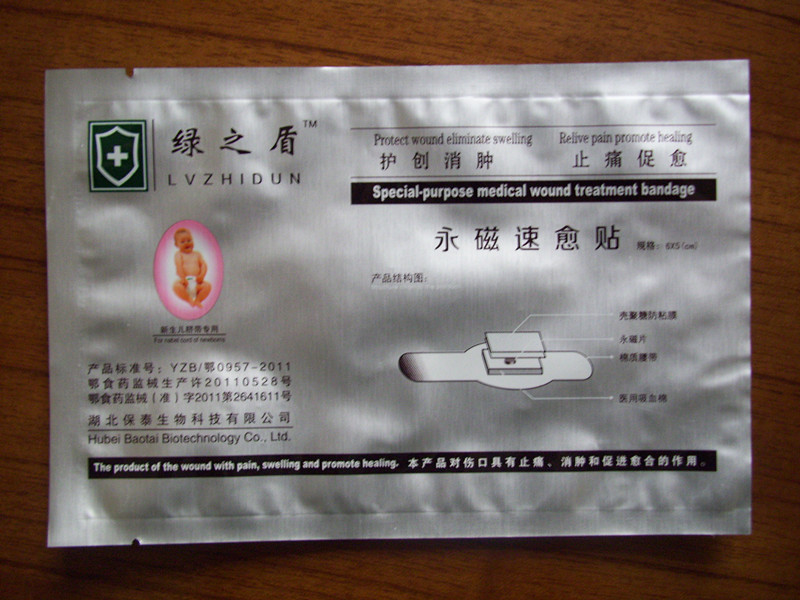 绿之盾™
LVZHIDUN
Protect wound eliminate swelling Relive pain promote healing
护创消肿 止痛促愈
Special-purpose medical wound treatment bandage
永磁速愈贴 规格：6X5(cm)
产品结构图：
壳聚糖防粘膜
永磁片
棉质腰带
医用吸血棉
新生儿脐带专用
For nabel cord of newborns
产品标准号：YZB/鄂0957-2011
鄂食药监械生产许20110528号
鄂食药监械（准）字2011第2641611号
湖北保泰生物科技有限公司
Hubei Baotai Biotechnology Co., Ltd.
The product of the wound with pain, swelling and promote healing. 本产品对伤口具有止痛、消肿和促进愈合的作用。